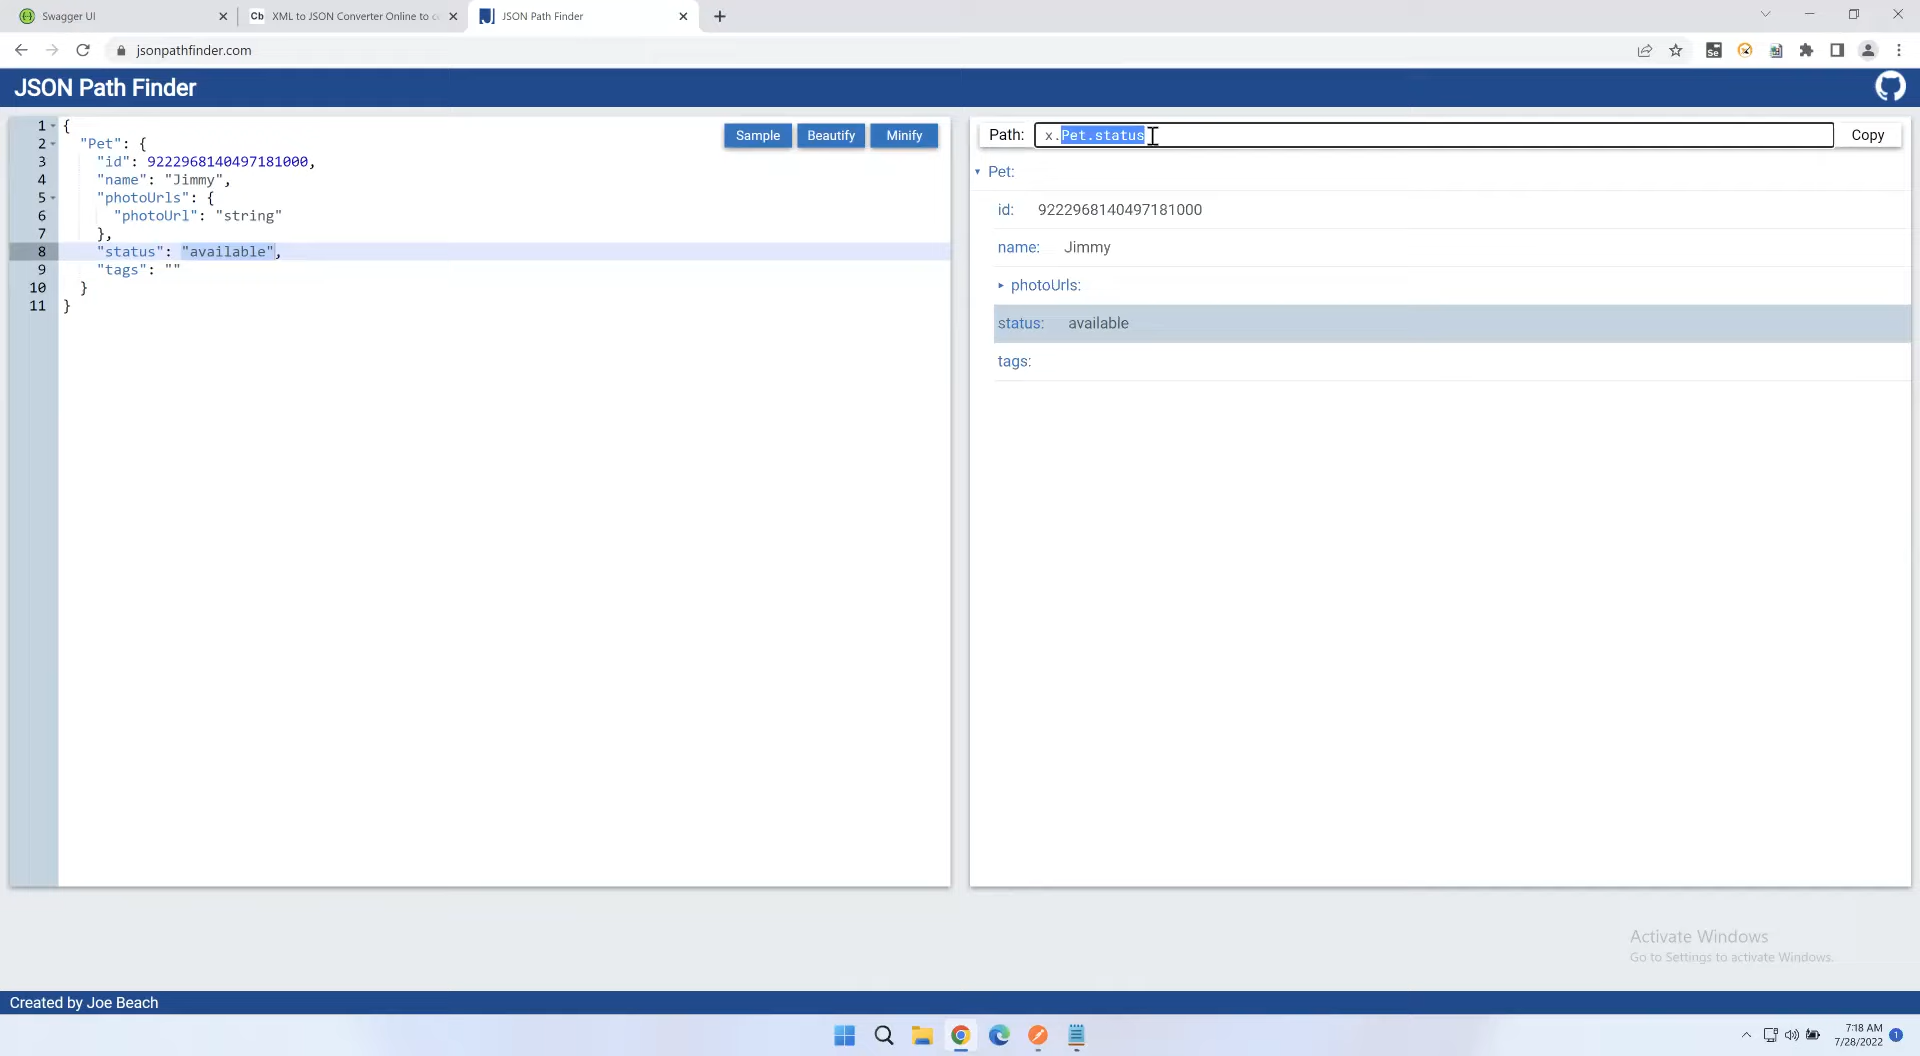 Swagger UI
Cb XML to JSON Converter Online to c
JSON Path Finder
jsonpathfinder.com
JSON Path Finder
1 {
2 "Pet": {
3 "id": 9222968140497181000,
4 "name": "Jimmy",
5 "photoUrls": {
6 "photoUrl": "string"
7 },
8 "status": "available",
9 "tags": ""
10 }
11 }
Sample Beautify Minify
Path: x.Pet.status Copy
Pet:
id: 9222968140497181000
name: Jimmy
photoUrls:
status: available
tags:
Activate Windows
Go to Settings to activate Windows.
Created by Joe Beach
7:18 AM
7/28/2022
1